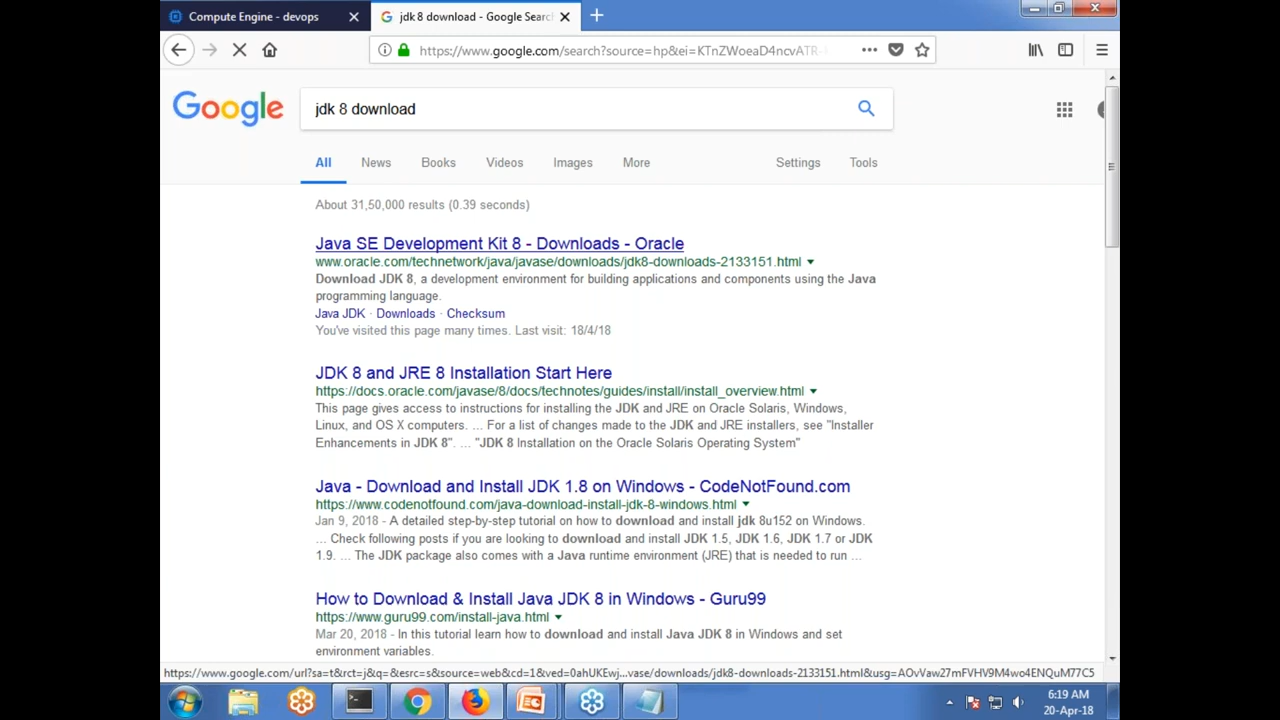 Compute Engine - devops
jdk 8 download - Google Search
https://www.google.com/search?source=hp&ei=KTnZWoeaD4ncvATR-
Google
jdk 8 download
All News Books Videos Images More Settings Tools
About 31,50,000 results (0.39 seconds)
Java SE Development Kit 8 - Downloads - Oracle
www.oracle.com/technetwork/java/javase/downloads/jdk8-downloads-2133151.html
Download JDK 8, a development environment for building applications and components using the Java
programming language.
Java JDK · Downloads · Checksum
You've visited this page many times. Last visit: 18/4/18
JDK 8 and JRE 8 Installation Start Here
https://docs.oracle.com/javase/8/docs/technotes/guides/install/install_overview.html
This page gives access to instructions for installing the JDK and JRE on Oracle Solaris, Windows,
Linux, and OS X computers. ... For a list of changes made to the JDK and JRE installers, see "Installer
Enhancements in JDK 8". ... "JDK 8 Installation on the Oracle Solaris Operating System"
Java - Download and Install JDK 1.8 on Windows - CodeNotFound.com
https://www.codenotfound.com/java-download-install-jdk-8-windows.html
Jan 9, 2018 - A detailed step-by-step tutorial on how to download and install jdk 8u152 on Windows.
... Check following posts if you are looking to download and install JDK 1.5, JDK 1.6, JDK 1.7 or JDK
1.9. ... The JDK package also comes with a Java runtime environment (JRE) that is needed to run ...
How to Download & Install Java JDK 8 in Windows - Guru99
https://www.guru99.com/install-java.html
Mar 20, 2018 - In this tutorial learn how to download and install Java JDK 8 in Windows and set
environment variables.
https://www.google.com/url?sa=t&rct=j&q=&esrc=s&source=web&cd=1&ved=0ahUKEwj...vase/downloads/jdk8-downloads-2133151.html&usg=AOvVaw27mFVHV9M4wo4ENQuM77C5
6:19 AM
20-Apr-18